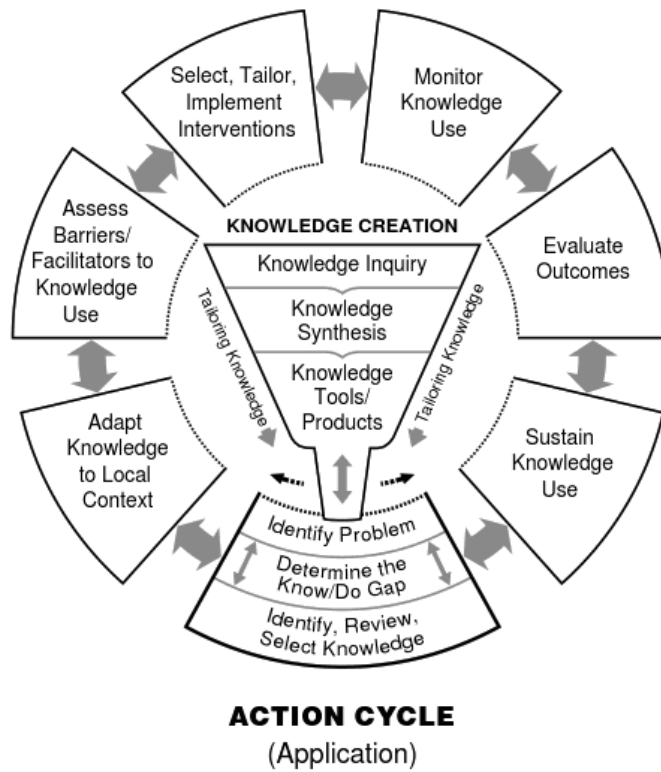 Select, Tailor,
Implement
Interventions
Monitor
Knowledge
Use
Assess
Barriers/
Facilitators to
Knowledge
Use
Evaluate
Outcomes
KNOWLEDGE CREATION
Knowledge Inquiry
Knowledge
Synthesis
Knowledge
Tools/
Products
Tailoring Knowledge
Tailoring Knowledge
Adapt
Knowledge
to Local
Context
Sustain
Knowledge
Use
Identify Problem
Determine the
Know/Do Gap
Identify, Review,
Select Knowledge
ACTION CYCLE
(Application)